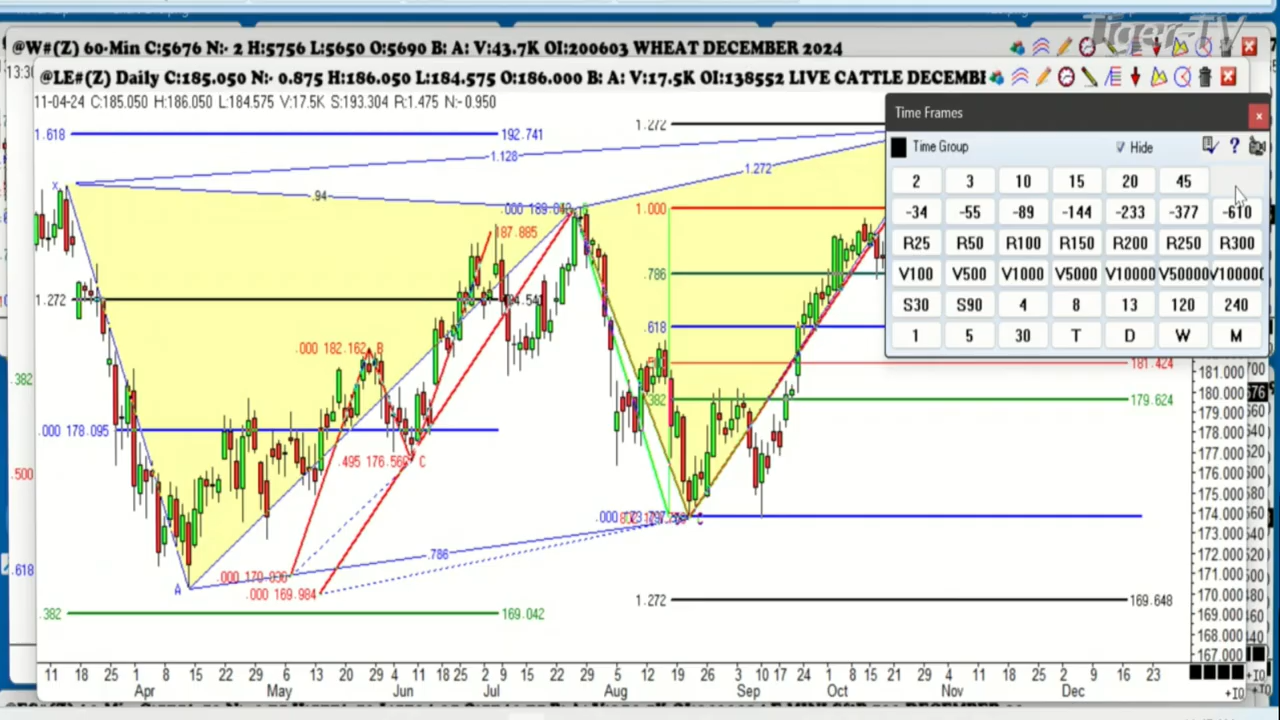 Tiger-TV
@W#(Z) 60-Min C:5676 N:- 2 H:5756 L:5650 O:5690 B: A: V:43.7K OI:200603 WHEAT DECEMBER 2024
@LE#(Z) Daily C:185.050 N:- 0.875 H:186.050 L:184.575 O:186.000 B: A: V:17.5K OI:138552 LIVE CATTLE DECEMB
11-04-24 C:185.050 H:186.050 L:184.575 V:17.5K S:193.304 R:1.475 N:-0.950
Time Frames
Time Group
Hide
2 3 10 15 20 45
-34 -55 -89 -144 -233 -377 -610
R25 R50 R100 R150 R200 R250 R300
V100 V500 V1000 V5000 V10000 V50000 V100000
S30 S90 4 8 13 120 240
1 5 30 T D W M
1.618 192.741
1.272
1.128
1.272
X .94
1.000
187.885
1.272
.786
.618
.000 182.162 B
181.424
.382 179.624
.000 178.095
.495 176.569 C
.786
A
.000 169.984
.382 169.042
1.272 169.648
.382
.500
.618
181.000
180.000
179.000
178.000
177.000
176.000
175.000
174.000
173.000
172.000
171.000
170.000
169.000
168.000
167.000
11 18 25 1 8 15 22 29 6 13 20 29 4 11 18 25 2 9 15 22 29 5 12 19 26 3 10 17 24 1 8 15 21 29 4 11 18 25 2 9 16 23
Apr May Jun Jul Aug Sep Oct Nov Dec
+IO